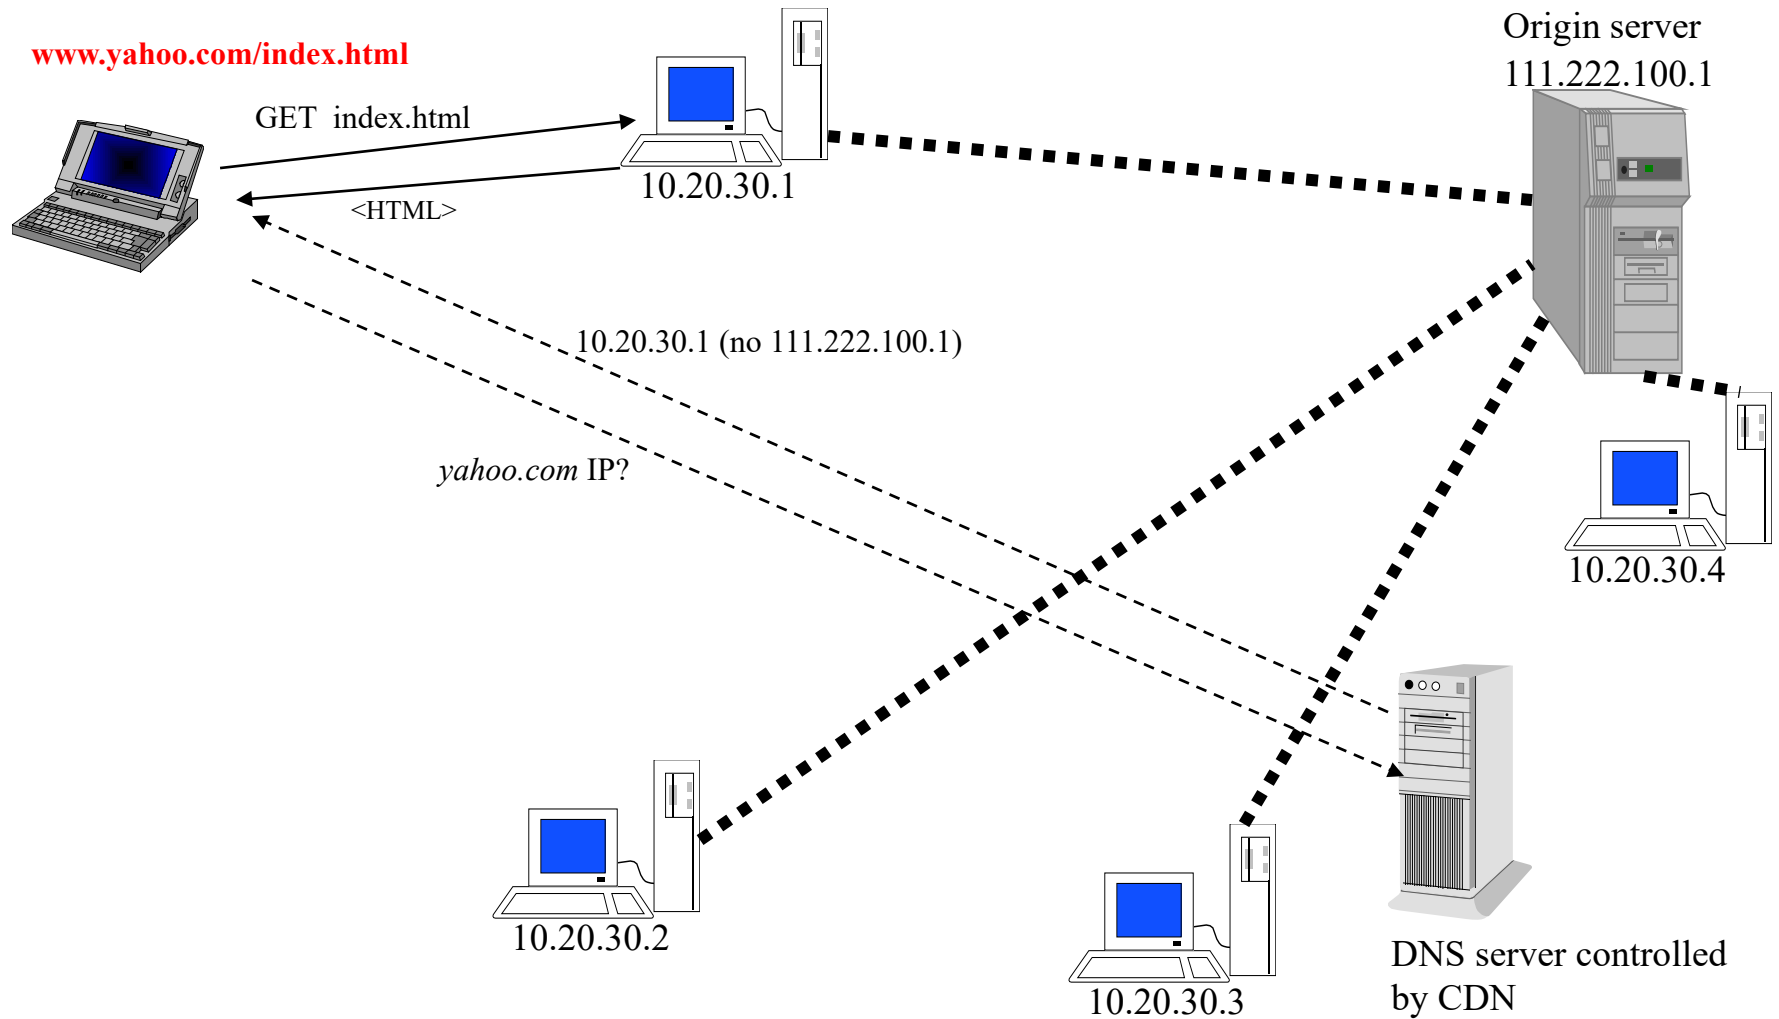 www.yahoo.com/index.html
Origin server
111.222.100.1
GET index.html
10.20.30.1
<HTML>
10.20.30.1 (no 111.222.100.1)
yahoo.com IP?
10.20.30.4
10.20.30.2
10.20.30.3
DNS server controlled
by CDN